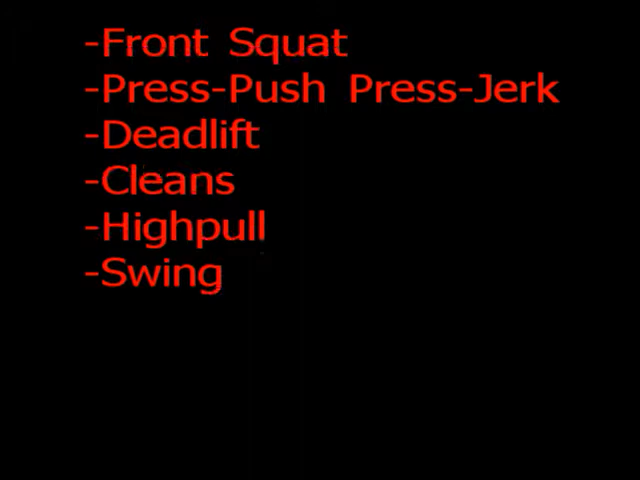 -Front Squat
-Press-Push Press-Jerk
-Deadlift
-Cleans
-Highpull
-Swing